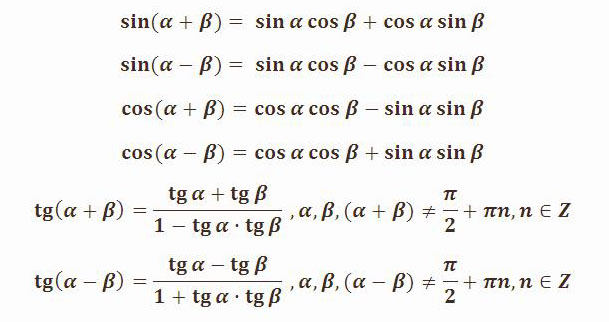 sin(α + β) = sin α cos β + cos α sin β
sin(α − β) = sin α cos β − cos α sin β
cos(α + β) = cos α cos β − sin α sin β
cos(α − β) = cos α cos β + sin α sin β
tg(α + β) = (tg α + tg β)/(1 − tg α · tg β) , α, β, (α + β) ≠ π/2 + πn, n ∈ Z
tg(α − β) = (tg α − tg β)/(1 + tg α · tg β) , α, β, (α − β) ≠ π/2 + πn, n ∈ Z